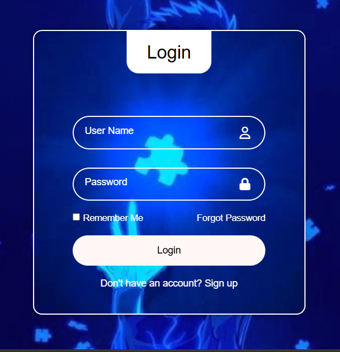 Login
User Name
Password
Remember Me Forgot Password
Login
Don't have an account? Sign up